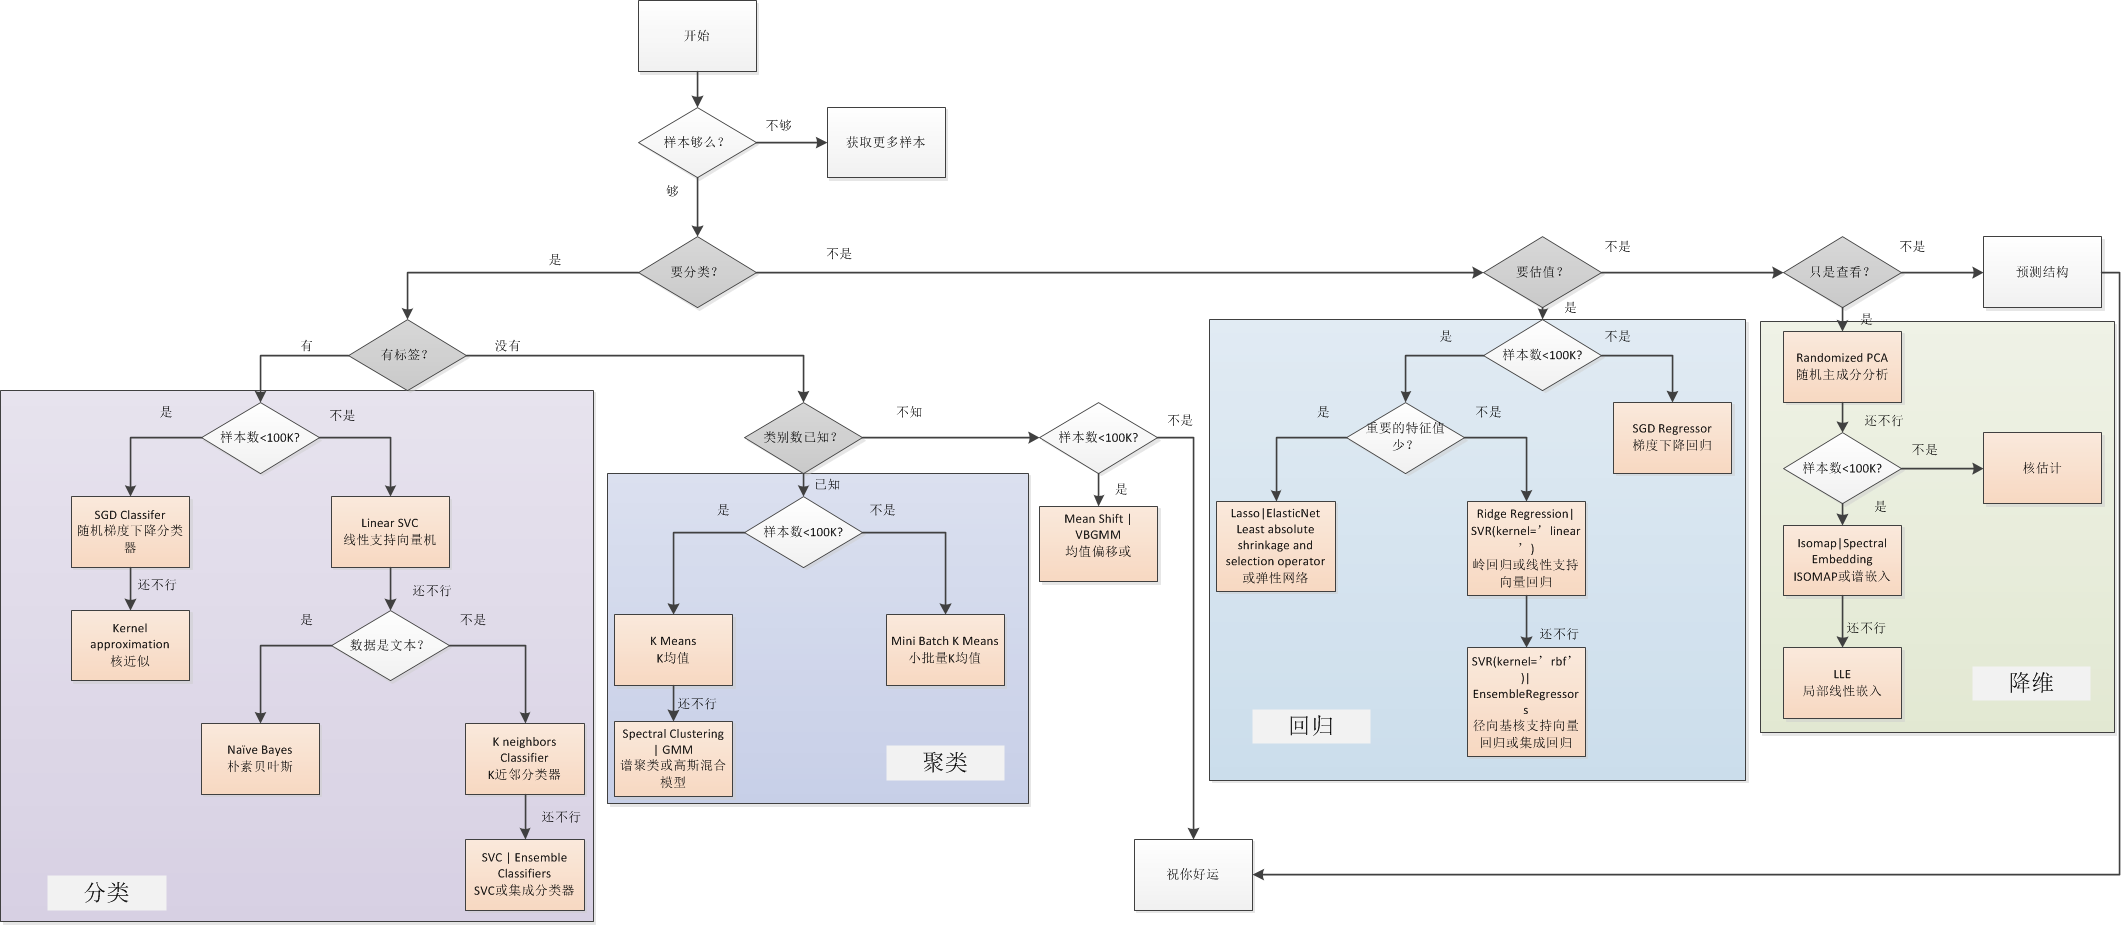 开始
样本够么?
不够
获取更多样本
够
要分类?
是
不是
要估值?
不是
只是查看?
不是
预测结构
有标签?
有
没有
样本数<100K?
是
不是
SGD Classifer
随机梯度下降分类
器
还不行
Kernel
approximation
核近似
Linear SVC
线性支持向量机
还不行
数据是文本?
是
不是
Naïve Bayes
朴素贝叶斯
K neighbors
Classifier
K近邻分类器
还不行
SVC | Ensemble
Classifiers
SVC或集成分类器
分类
类别数已知?
不知
已知
样本数<100K?
是
不是
K Means
K均值
还不行
Spectral Clustering
| GMM
谱聚类或高斯混合
模型
Mini Batch K Means
小批量K均值
聚类
样本数<100K?
不是
是
Mean Shift |
VBGMM
均值偏移或
祝你好运
是
样本数<100K?
是
不是
重要的特征值
少?
是
不是
SGD Regressor
梯度下降回归
Lasso|ElasticNet
Least absolute
shrinkage and
selection operator
或弹性网络
Ridge Regression|
SVR(kernel=’linear
’)
岭回归或线性支持
向量回归
还不行
SVR(kernel=’rbf’
)|
EnsembleRegressor
s
径向基核支持向量
回归或集成回归
回归
是
Randomized PCA
随机主成分分析
还不行
样本数<100K?
不是
核估计
是
Isomap|Spectral
Embedding
ISOMAP或谱嵌入
还不行
LLE
局部线性嵌入
降维